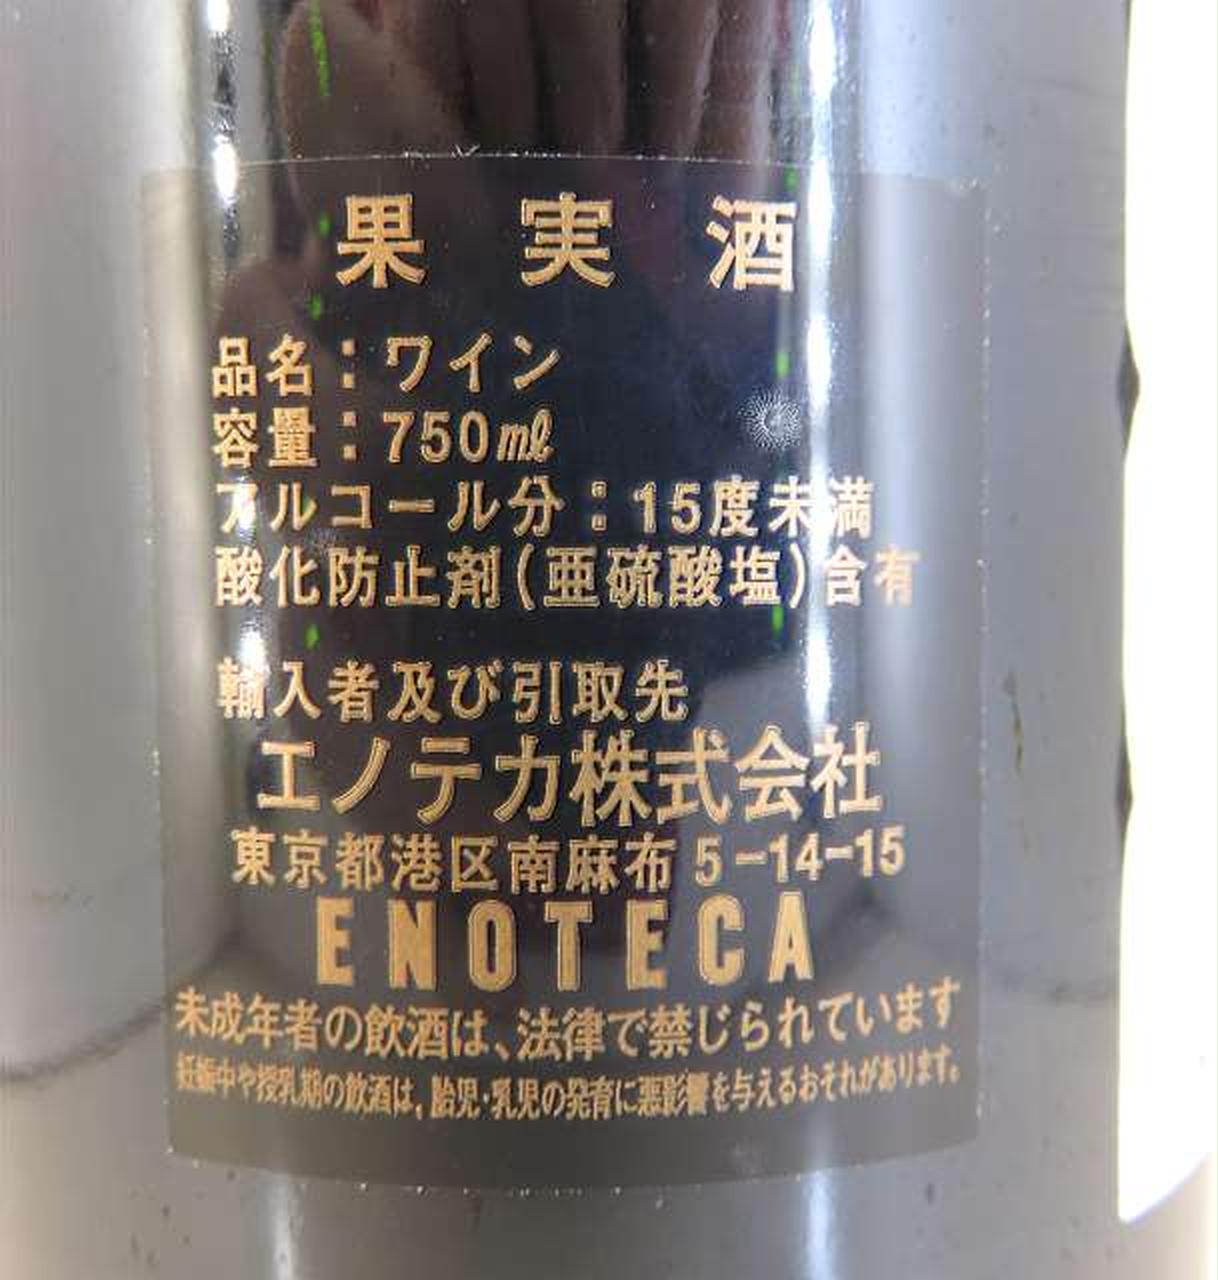 果実酒
品名：ワイン
容量：750㎖
アルコール分：15度未満
酸化防止剤(亜硫酸塩)含有
輸入者及び引取先
エノテカ株式会社
東京都港区南麻布5-14-15
ENOTECA
未成年者の飲酒は、法律で禁じられています
妊娠中や授乳期の飲酒は、胎児・乳児の発育に悪影響を与えるおそれがあります。